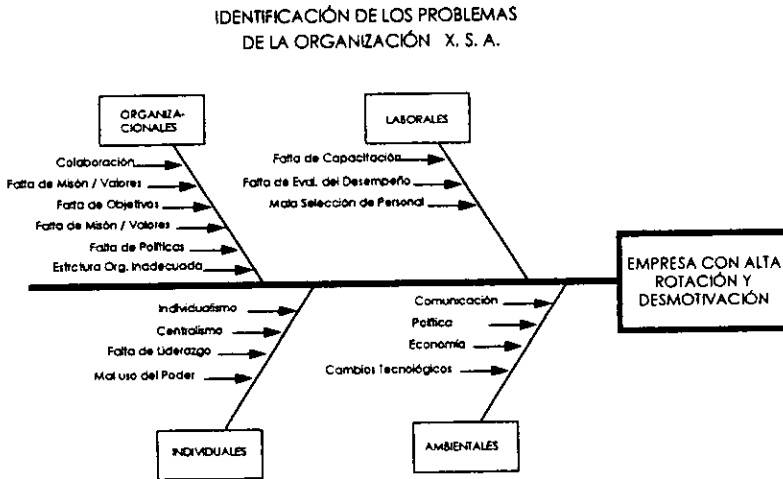 IDENTIFICACIÓN DE LOS PROBLEMAS
DE LA ORGANIZACIÓN X, S. A.
ORGANIZA-
CIONALES
LABORALES
Colaboración
Falta de Misón / Valores
Falta de Objetivos
Falta de Misón / Valores
Falta de Políticas
Estrctura Org. Inadecuada
Falta de Capacitación
Falta de Eval. del Desempeño
Mala Selección de Personal
EMPRESA CON ALTA
ROTACIÓN Y
DESMOTIVACIÓN
Individualismo
Centralismo
Falta de Liderazgo
Mal uso del Poder
Comunicación
Política
Economía
Cambios Tecnológicos
INDIVIDUALES
AMBIENTALES